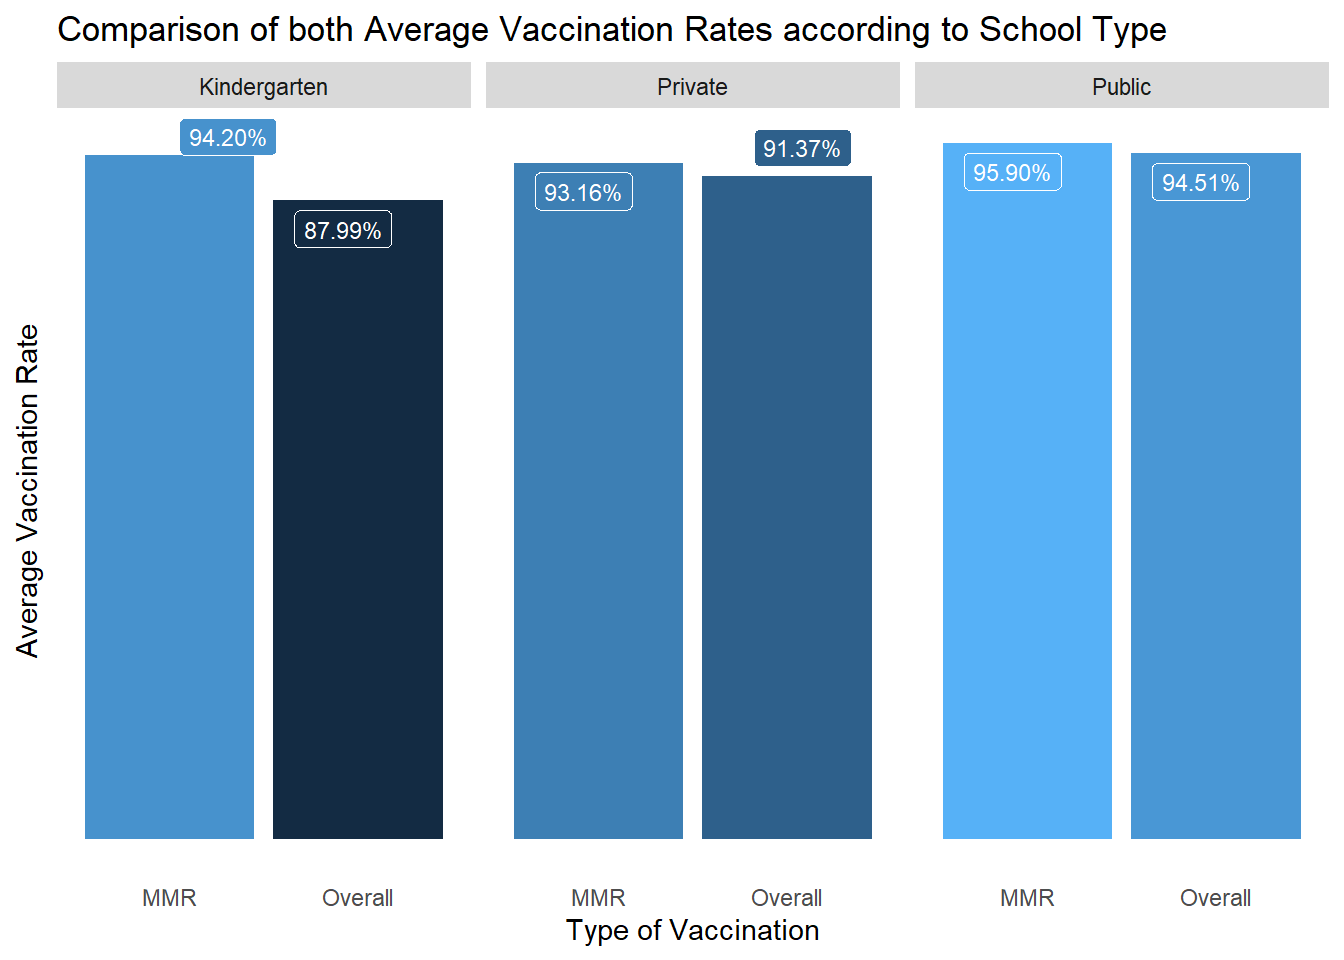 Comparison of both Average Vaccination Rates according to School Type
Kindergarten
Private
Public
94.20%
87.99%
93.16%
91.37%
95.90%
94.51%
Average Vaccination Rate
MMR
Overall
MMR
Overall
MMR
Overall
Type of Vaccination